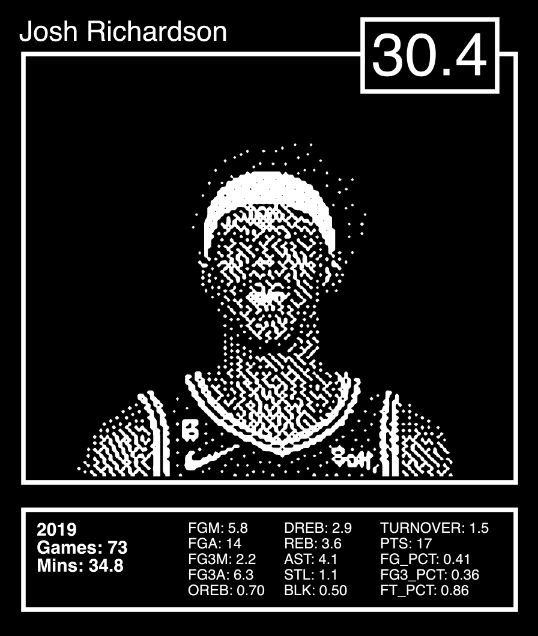 Josh Richardson
30.4
2019
Games: 73
Mins: 34.8
FGM: 5.8
FGA: 14
FG3M: 2.2
FG3A: 6.3
OREB: 0.70
DREB: 2.9
REB: 3.6
AST: 4.1
STL: 1.1
BLK: 0.50
TURNOVER: 1.5
PTS: 17
FG_PCT: 0.41
FG3_PCT: 0.36
FT_PCT: 0.86